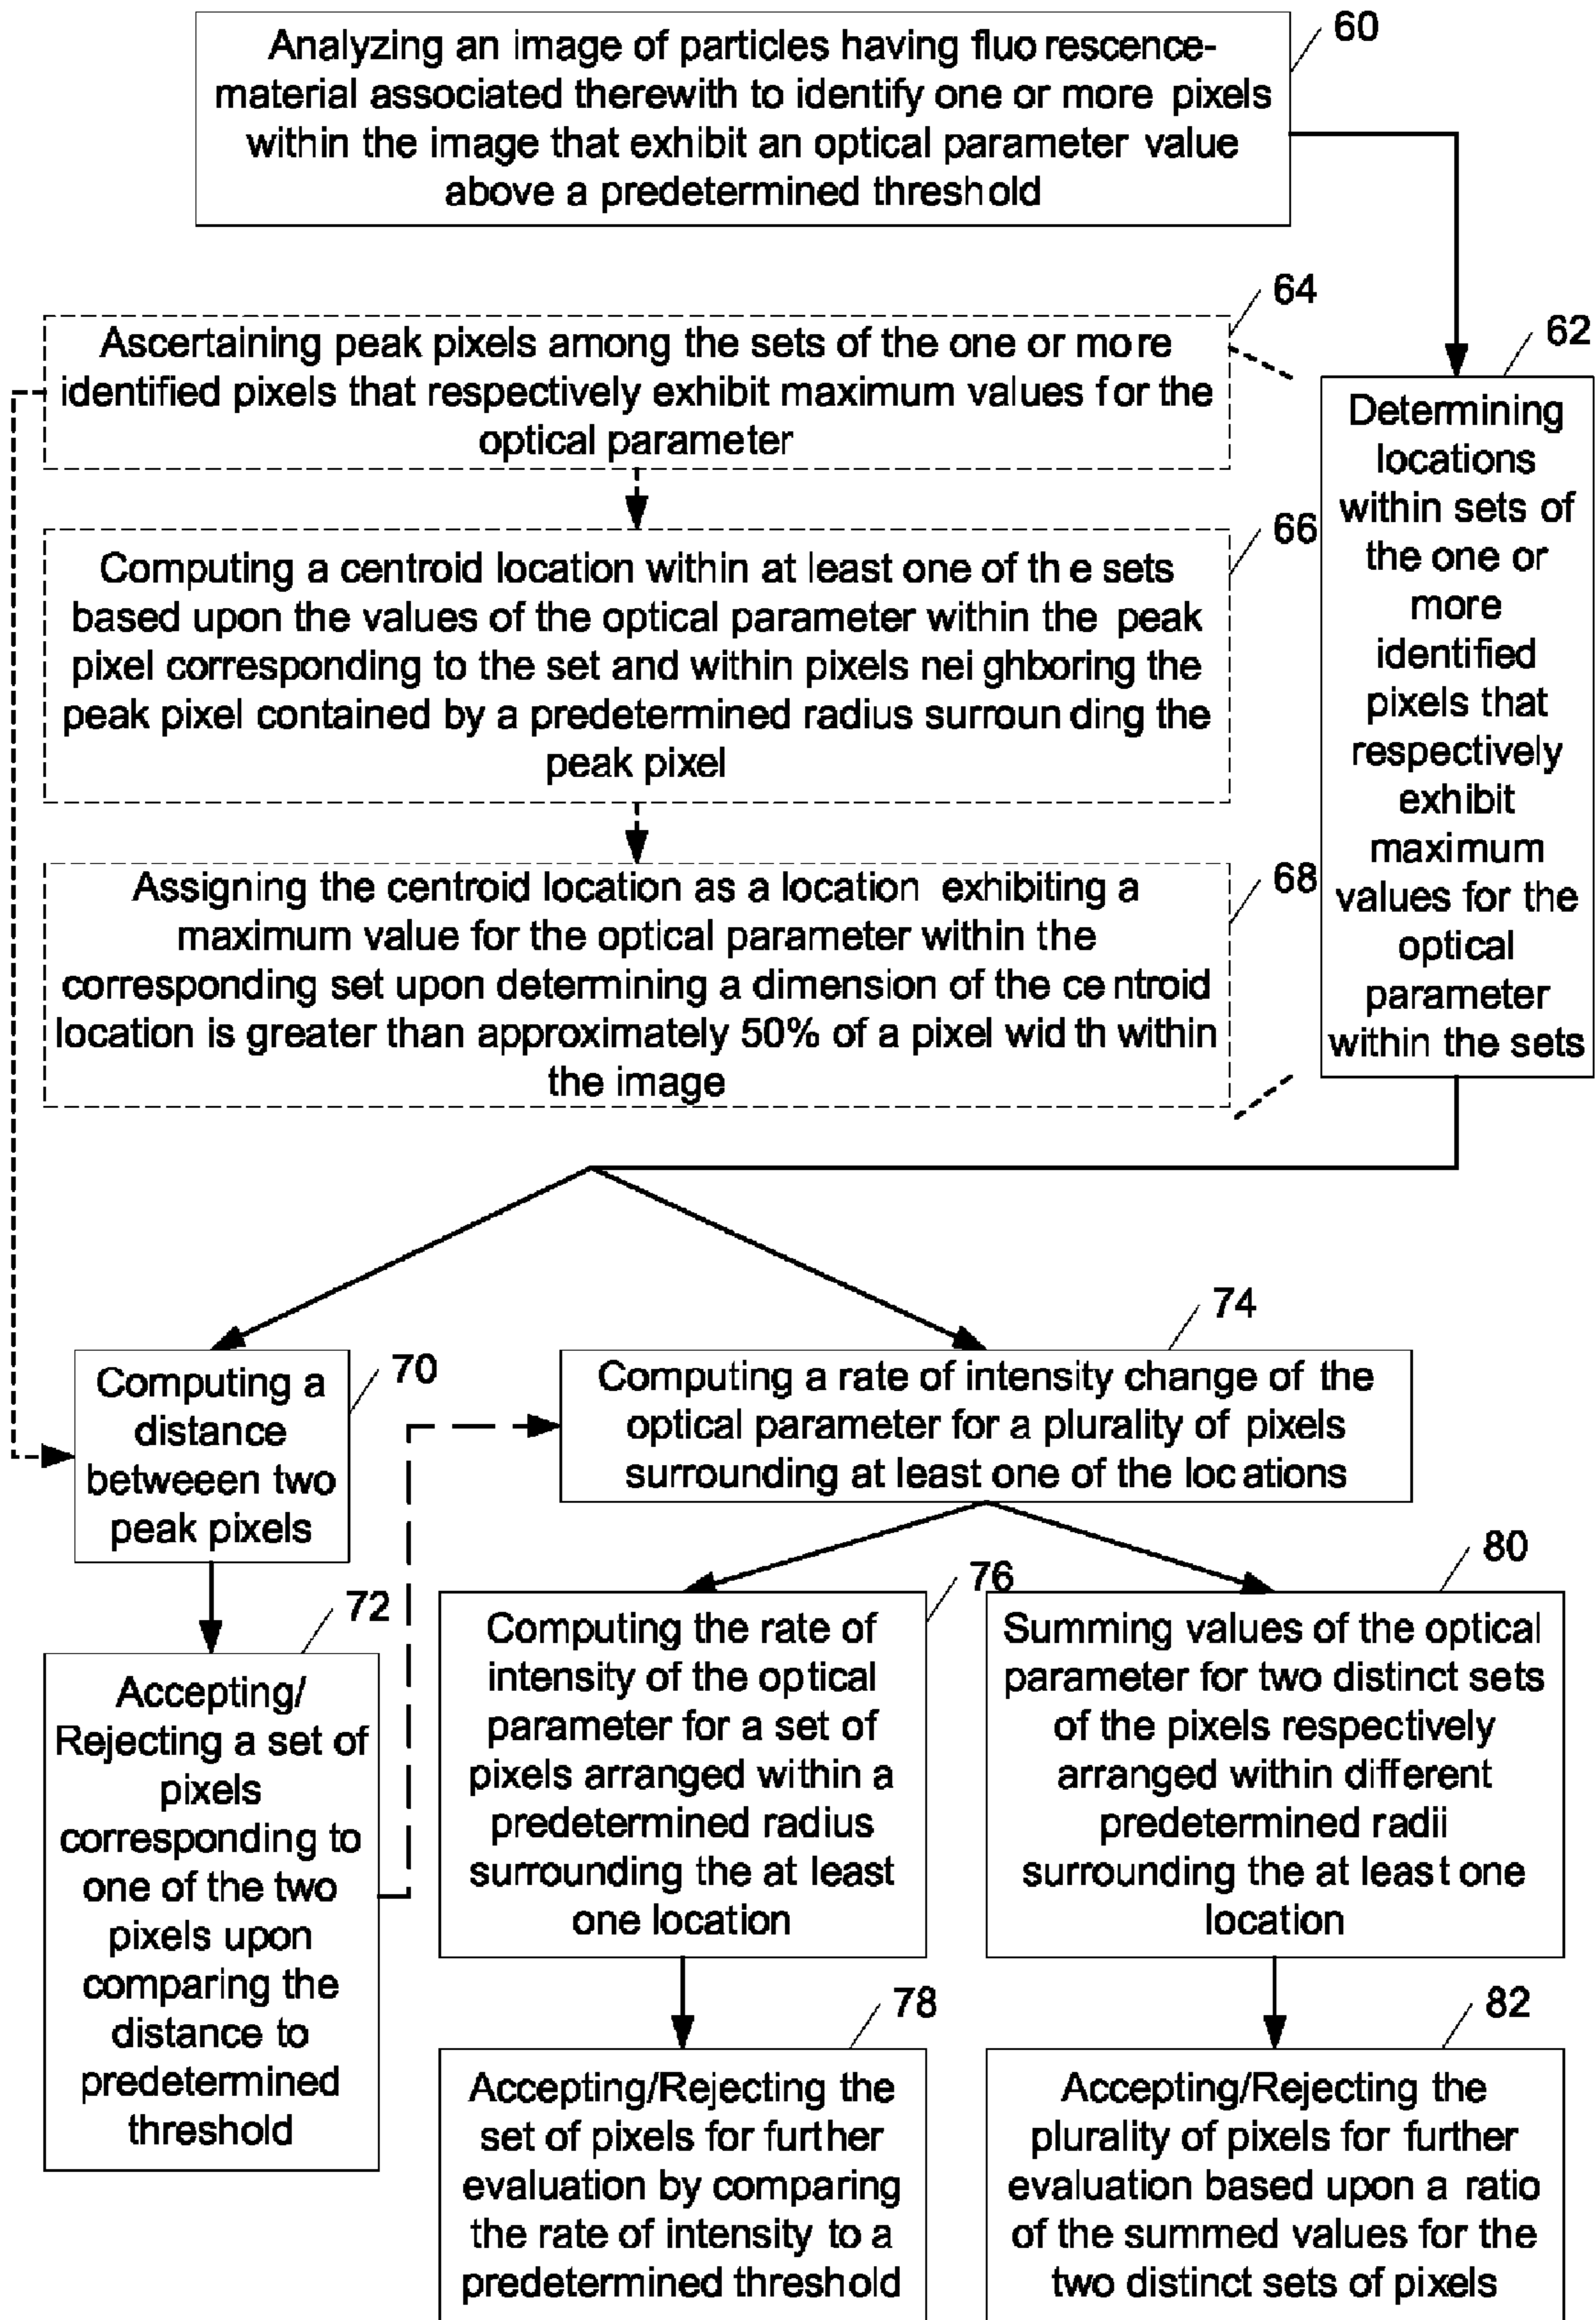 60
Analyzing an image of particles having fluo rescence-
material associated therewith to identify one or more pixels
within the image that exhibit an optical parameter value
above a predetermined threshold
64
Ascertaining peak pixels among the sets of the one or more
identified pixels that respectively exhibit maximum values for the
optical parameter
62
Determining
locations
within sets of
the one or
more
identified
pixels that
respectively
exhibit
maximum
values for the
optical
parameter
within the sets
66
Computing a centroid location within at least one of th e sets
based upon the values of the optical parameter within the peak
pixel corresponding to the set and within pixels nei ghboring the
peak pixel contained by a predetermined radius surroun ding the
peak pixel
68
Assigning the centroid location as a location exhibiting a
maximum value for the optical parameter within the
corresponding set upon determining a dimension of the ce ntroid
location is greater than approximately 50% of a pixel wid th within
the image
70
Computing a
distance
betweeen two
peak pixels
72
Accepting/
Rejecting a set of
pixels
corresponding to
one of the two
pixels upon
comparing the
distance to
predetermined
threshold
74
Computing a rate of intensity change of the
optical parameter for a plurality of pixels
surrounding at least one of the locations
76
Computing the rate of
intensity of the optical
parameter for a set of
pixels arranged within a
predetermined radius
surrounding the at least
one location
78
Accepting/Rejecting the
set of pixels for further
evaluation by comparing
the rate of intensity to a
predetermined threshold
80
Summing values of the optical
parameter for two distinct sets
of the pixels respectively
arranged within different
predetermined radii
surrounding the at least one
location
82
Accepting/Rejecting the
plurality of pixels for further
evaluation based upon a ratio
of the summed values for the
two distinct sets of pixels